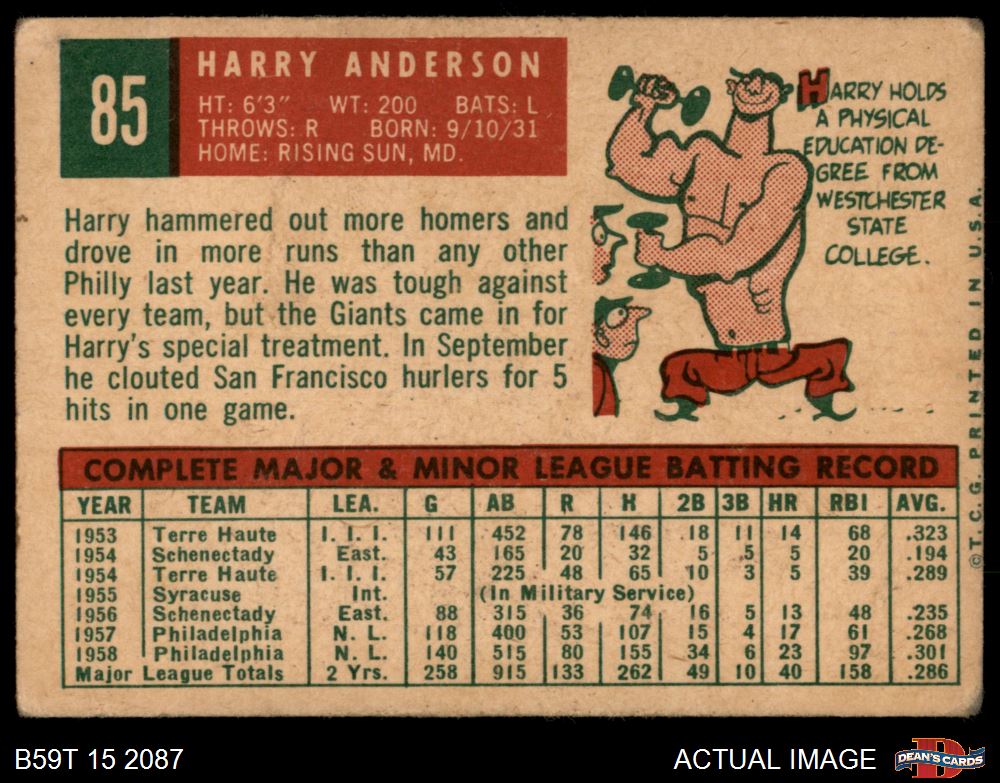 85
HARRY ANDERSON
HT: 6'3" WT: 200 BATS: L
THROWS: R BORN: 9/10/31
HOME: RISING SUN, MD.
Harry hammered out more homers and
drove in more runs than any other
Philly last year. He was tough against
every team, but the Giants came in for
Harry's special treatment. In September
he clouted San Francisco hurlers for 5
hits in one game.
HARRY HOLDS
A PHYSICAL
EDUCATION DE-
GREE FROM
WESTCHESTER
STATE
COLLEGE.
© T. C. G. PRINTED IN U.S.A.
COMPLETE MAJOR & MINOR LEAGUE BATTING RECORD
YEAR TEAM LEA. G AB R H 2B 3B HR RBI AVG.
1953 Terre Haute I. I. I. 111 452 78 146 18 11 14 68 .323
1954 Schenectady East. 43 165 20 32 5 5 5 20 .194
1954 Terre Haute I. I. I. 57 225 48 65 10 3 5 39 .289
1955 Syracuse Int. (In Military Service)
1956 Schenectady East. 88 315 36 74 16 5 13 48 .235
1957 Philadelphia N. L. 118 400 53 107 15 4 17 61 .268
1958 Philadelphia N. L. 140 515 80 155 34 6 23 97 .301
Major League Totals 2 Yrs. 258 915 133 262 49 10 40 158 .286
B59T 15 2087
ACTUAL IMAGE
D
DEAN'S CARDS